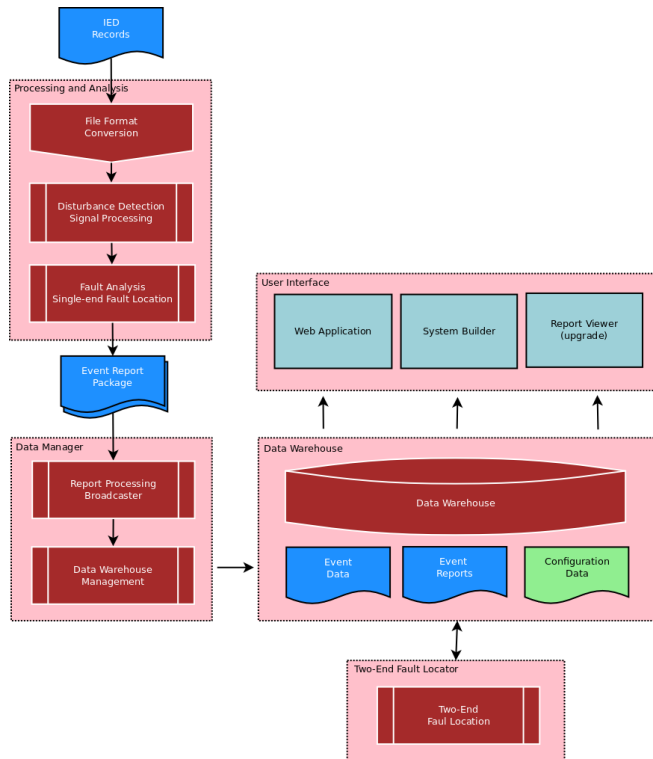 IED
Records
Processing and Analysis
File Format
Conversion
Disturbance Detection
Signal Processing
Fault Analysis
Single-end Fault Location
Event Report
Package
Data Manager
Report Processing
Broadcaster
Data Warehouse
Management
User Interface
Web Application
System Builder
Report Viewer
(upgrade)
Data Warehouse
Data Warehouse
Event
Data
Event
Reports
Configuration
Data
Two-End Fault Locator
Two-End
Faul Location